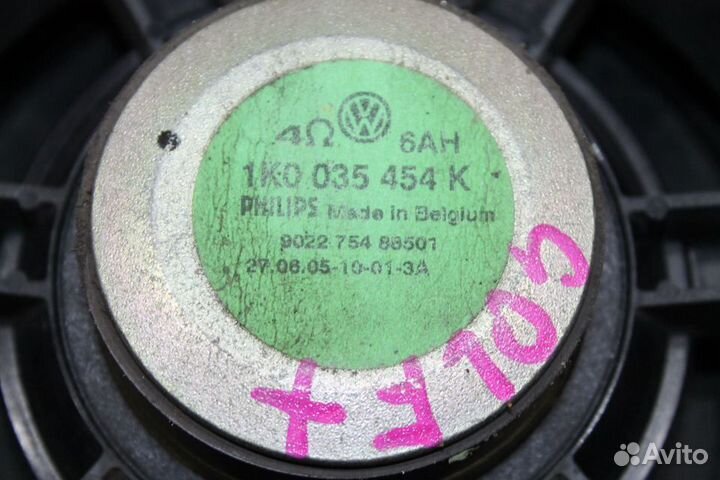 4Ω 6AH
1K0 035 454 K
PHILIPS Made in Belgium
9022 754 88501
27.06.05-10-01-3A
GOLF
Avito